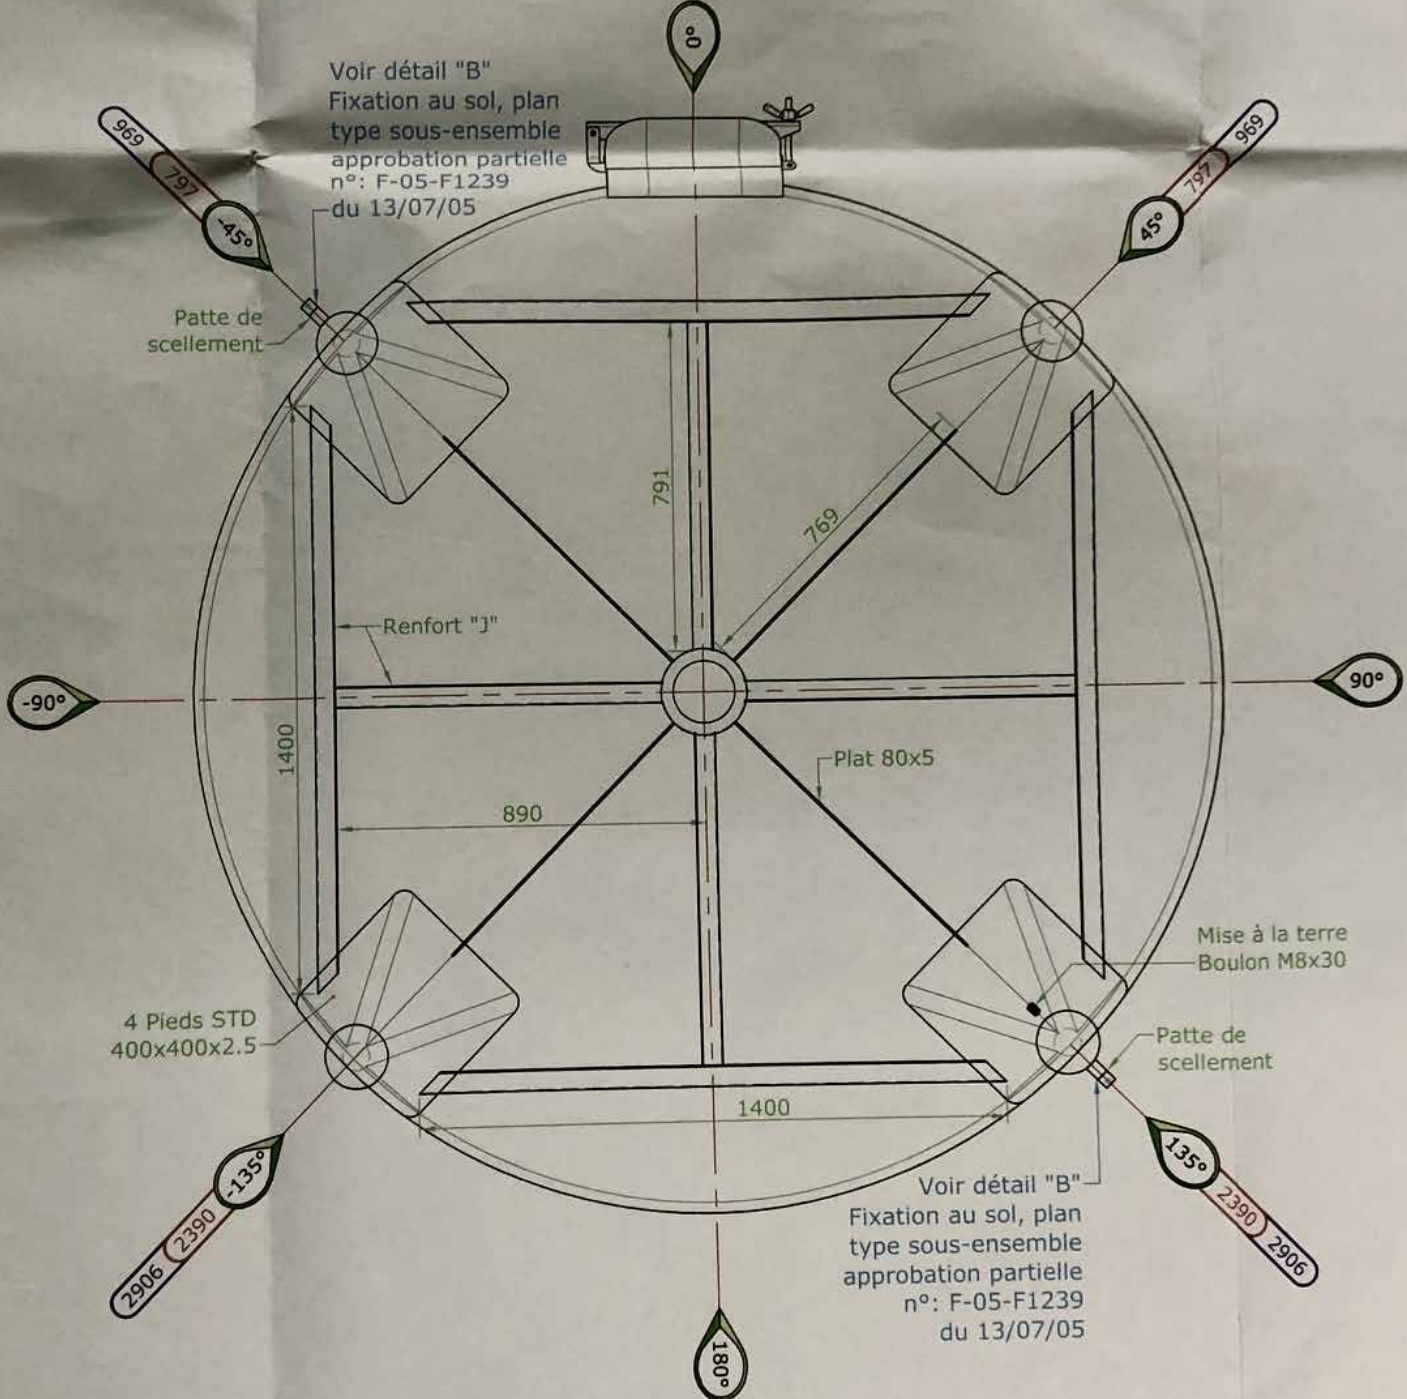 0°
Voir détail "B"
Fixation au sol, plan
type sous-ensemble
approbation partielle
n°: F-05-F1239
du 13/07/05
969
797
-45°
969
797
45°
Patte de
scellement
791
769
Renfort "J"
-90°
90°
1400
Plat 80x5
890
Mise à la terre
Boulon M8x30
4 Pieds STD
400x400x2.5
Patte de
scellement
1400
-135°
2390
2906
135°
2390
2906
Voir détail "B"
Fixation au sol, plan
type sous-ensemble
approbation partielle
n°: F-05-F1239
du 13/07/05
180°